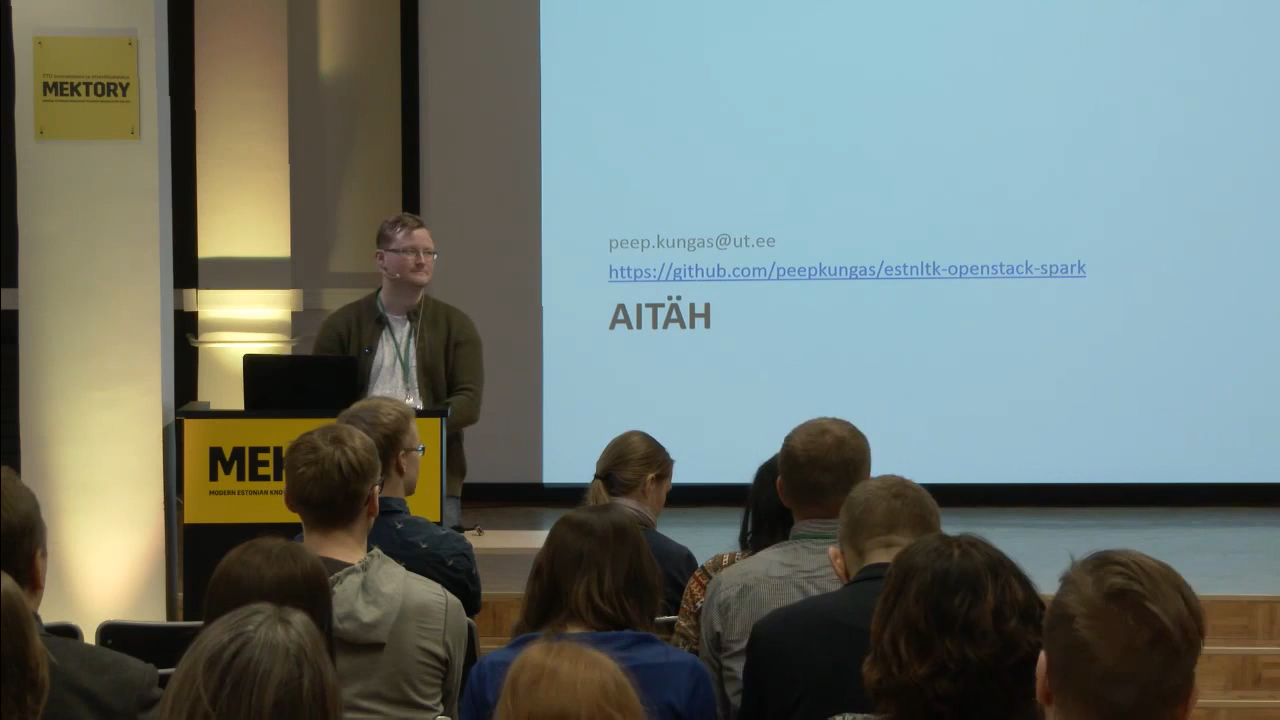 MEKTORY
peep.kungas@ut.ee
https://github.com/peepkungas/estnltk-openstack-spark
AITÄH
MEK
MODERN ESTONIAN KNO